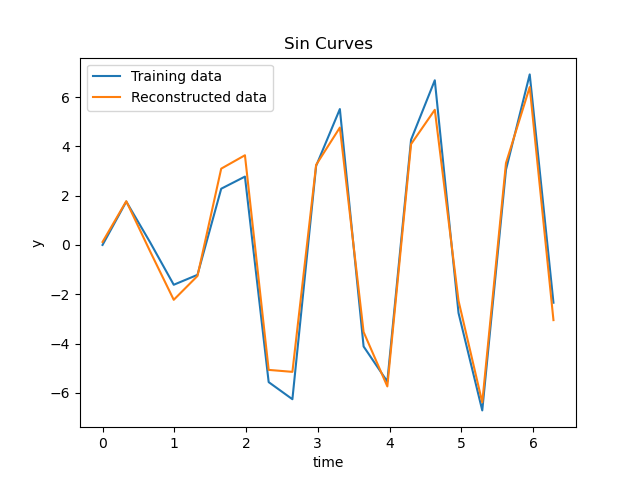 Sin Curves
Training data
Reconstructed data
6
4
2
0
−2
−4
−6
y
0 1 2 3 4 5 6
time